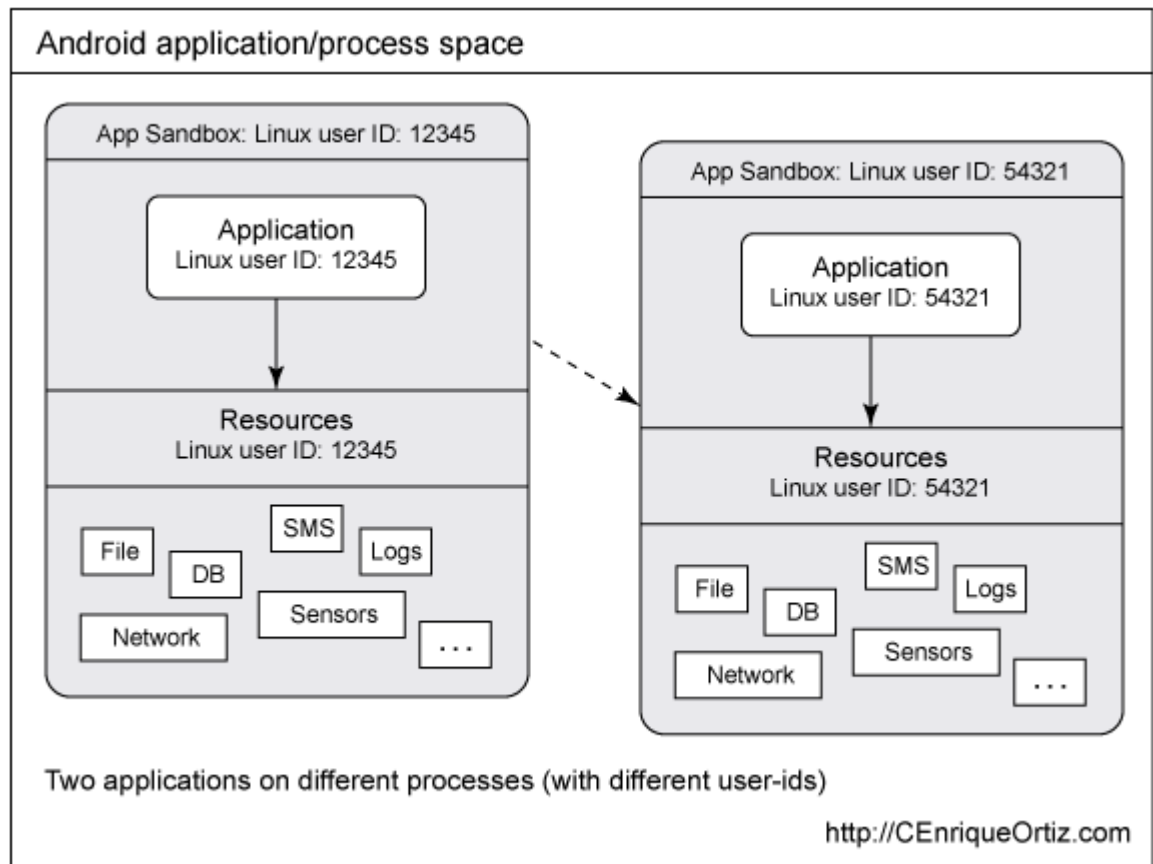 Android application/process space
App Sandbox: Linux user ID: 12345
Application
Linux user ID: 12345
Resources
Linux user ID: 12345
File
DB
SMS
Logs
Network
Sensors
...
App Sandbox: Linux user ID: 54321
Application
Linux user ID: 54321
Resources
Linux user ID: 54321
File
DB
SMS
Logs
Network
Sensors
...
Two applications on different processes (with different user-ids)
http://CEnriqueOrtiz.com